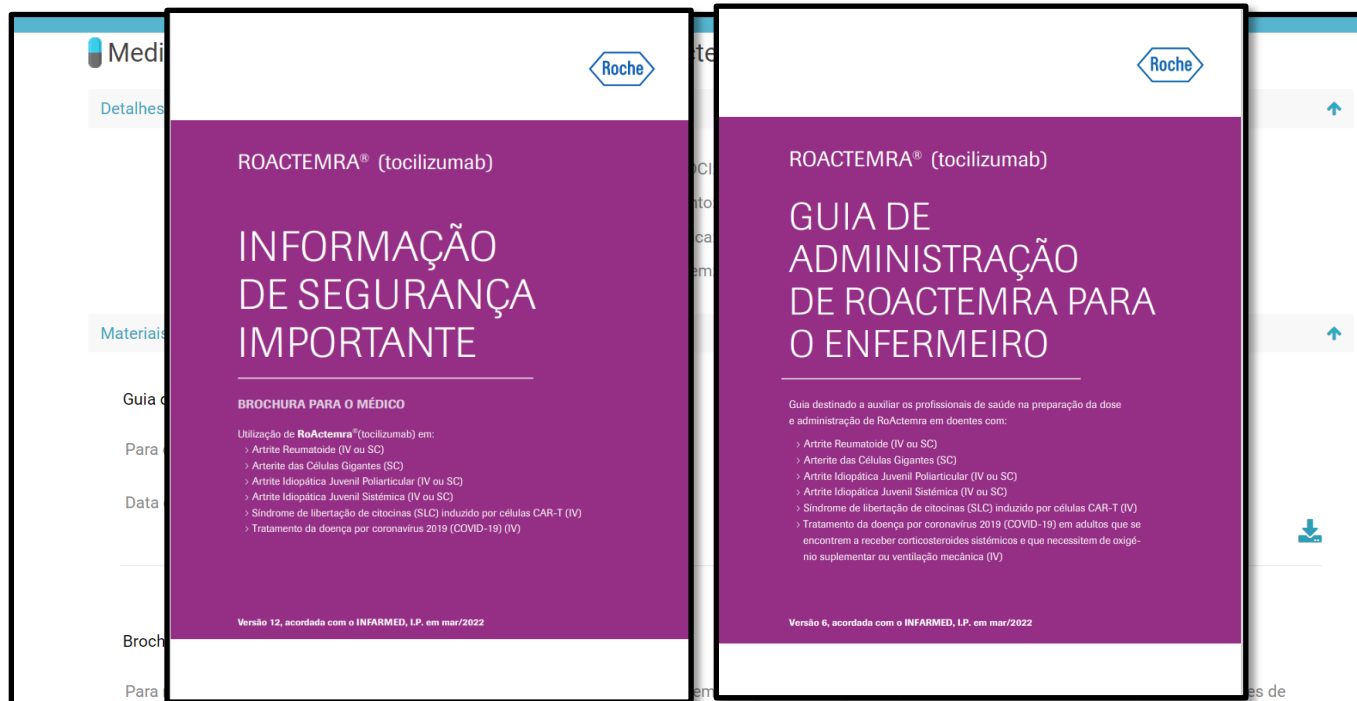 Medi
Detalhes
Materiais
Guia
Para
Data
Broch
Para
Roche
ROACTEMRA® (tocilizumab)
INFORMAÇÃO
DE SEGURANÇA
IMPORTANTE
BROCHURA PARA O MÉDICO
Utilização de RoActemra®(tocilizumab) em:
› Artrite Reumatoide (IV ou SC)
› Arterite das Células Gigantes (SC)
› Artrite Idiopática Juvenil Poliarticular (IV ou SC)
› Artrite Idiopática Juvenil Sistémica (IV ou SC)
› Síndrome de libertação de citocinas (SLC) induzido por células CAR-T (IV)
› Tratamento da doença por coronavírus 2019 (COVID-19) (IV)
Versão 12, acordada com o INFARMED, I.P. em mar/2022
Roche
ROACTEMRA® (tocilizumab)
GUIA DE
ADMINISTRAÇÃO
DE ROACTEMRA PARA
O ENFERMEIRO
Guia destinado a auxiliar os profissionais de saúde na preparação da dose
e administração de RoActemra em doentes com:
› Artrite Reumatoide (IV ou SC)
› Arterite das Células Gigantes (SC)
› Artrite Idiopática Juvenil Poliarticular (IV ou SC)
› Artrite Idiopática Juvenil Sistémica (IV ou SC)
› Síndrome de libertação de citocinas (SLC) induzido por células CAR-T (IV)
› Tratamento da doença por coronavírus 2019 (COVID-19) em adultos que se
encontrem a receber corticosteroides sistémicos e que necessitem de oxigé-
nio suplementar ou ventilação mecânica (IV)
Versão 6, acordada com o INFARMED, I.P. em mar/2022
es de